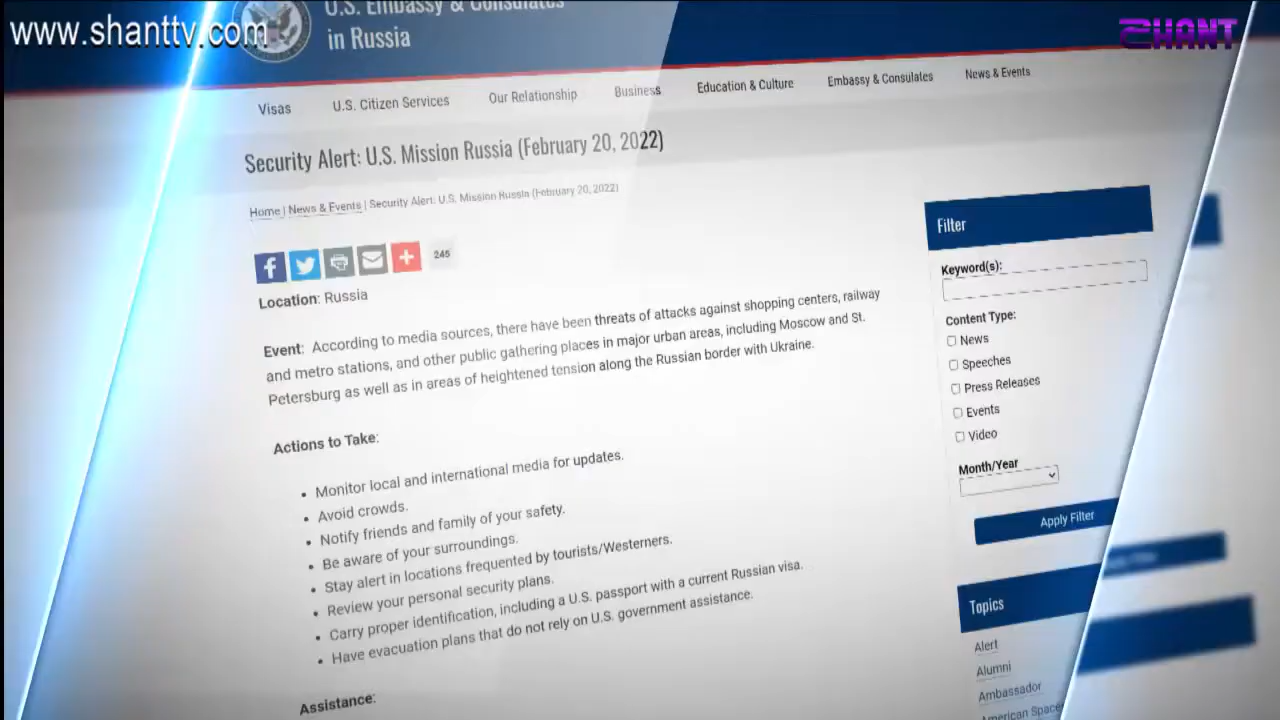 www.shanttv.com
SHANT
U.S. Embassy & Consulates
in Russia
Visas
U.S. Citizen Services
Our Relationship
Business
Education & Culture
Embassy & Consulates
News & Events
Security Alert: U.S. Mission Russia (February 20, 2022)
Home | News & Events | Security Alert: U.S. Mission Russia (February 20, 2022)
245
Location: Russia
Event: According to media sources, there have been threats of attacks against shopping centers, railway
and metro stations, and other public gathering places in major urban areas, including Moscow and St.
Petersburg as well as in areas of heightened tension along the Russian border with Ukraine.
Actions to Take:
• Monitor local and international media for updates.
• Avoid crowds.
• Notify friends and family of your safety.
• Be aware of your surroundings.
• Stay alert in locations frequented by tourists/Westerners.
• Review your personal security plans.
• Carry proper identification, including a U.S. passport with a current Russian visa.
• Have evacuation plans that do not rely on U.S. government assistance.
Assistance:
Filter
Keyword(s):
Content Type:
News
Speeches
Press Releases
Events
Video
Month/Year
Apply Filter
Topics
Alert
Alumni
Ambassador
American Spaces